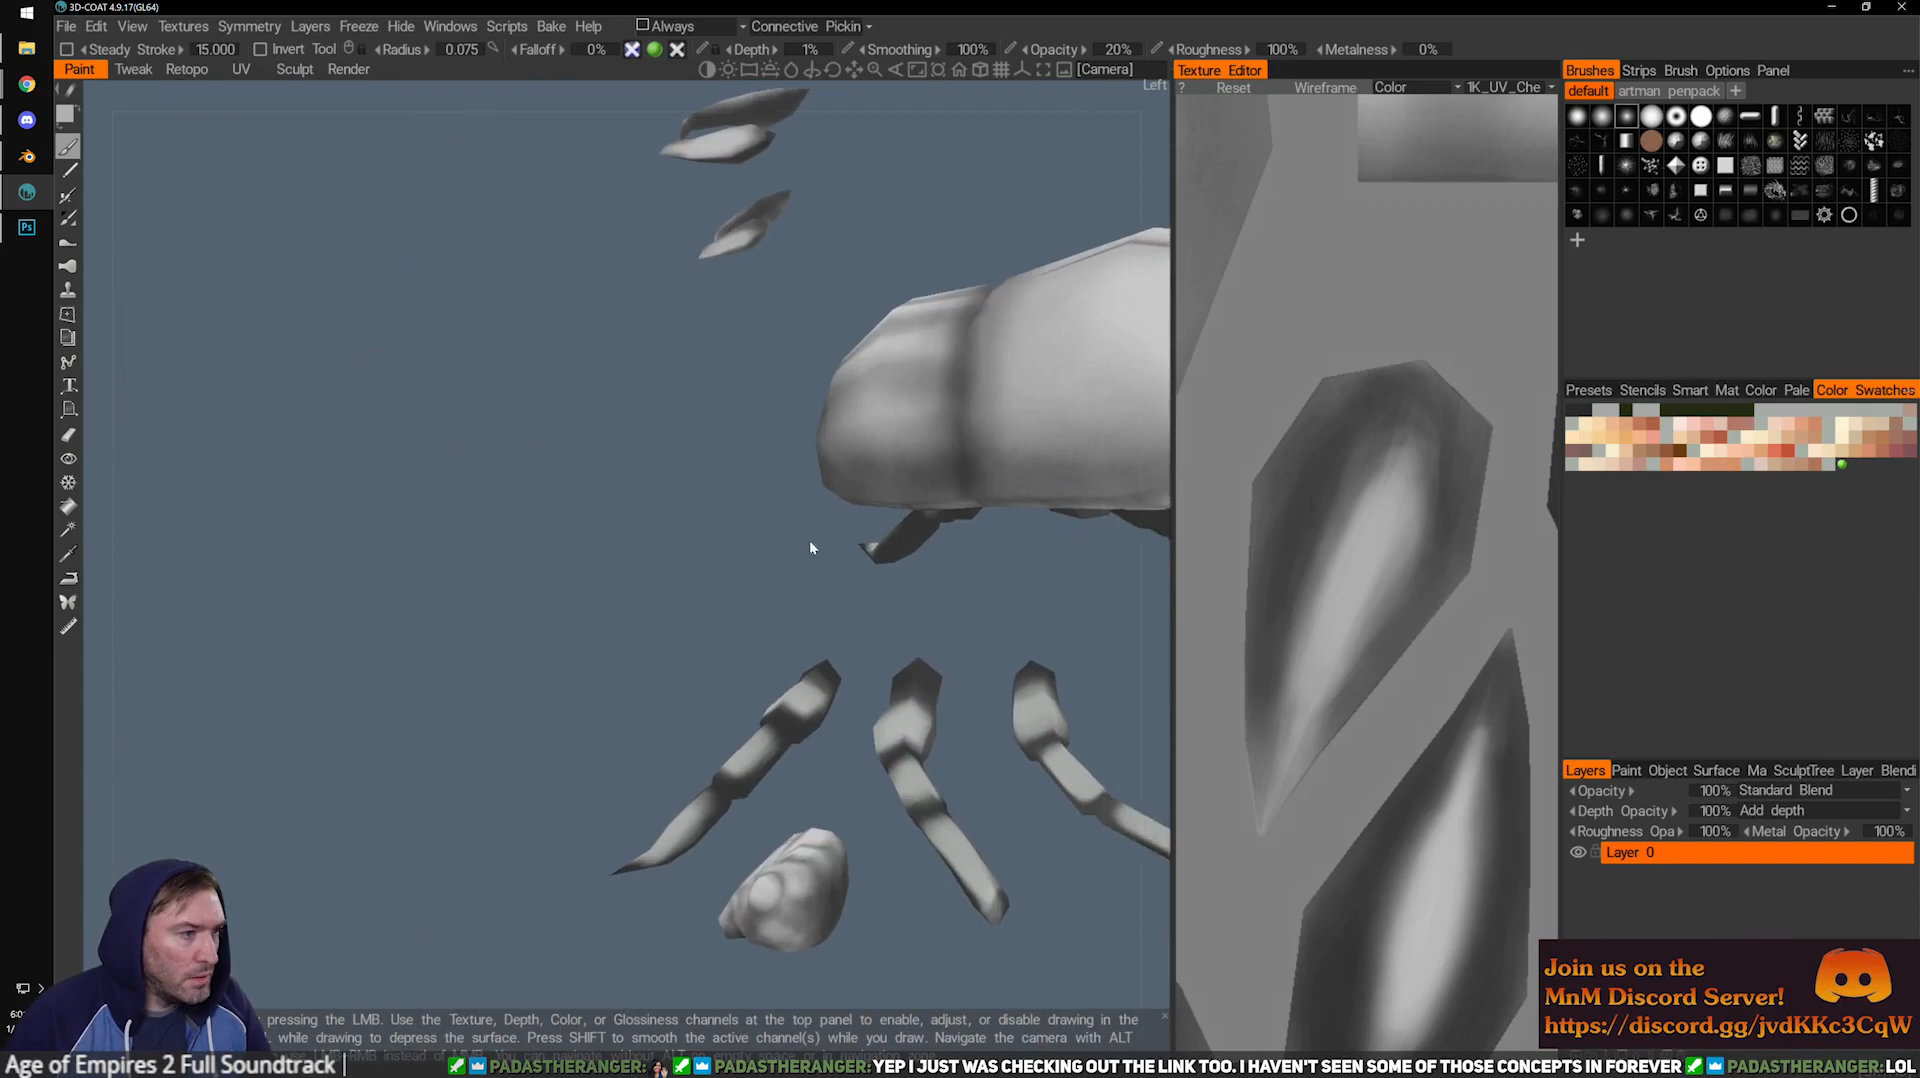 3D-COAT 4.9.17(GL64)
File Edit View Textures Symmetry Layers Freeze Hide Windows Scripts Bake Help Always Connective Pickin
Steady Stroke 15.000 Invert Tool Radius 0.075 Falloff 0% Depth 1% Smoothing 100% Opacity 20% Roughness 100% Metalness 0%
Paint Tweak Retopo UV Sculpt Render [Camera]
Left
Texture Editor
? Reset Wireframe Color 1K_UV_Che
Brushes Strips Brush Options Panel
default artman penpack
Presets Stencils Smart Mat Color Pale Color Swatches
Layers Paint Object Surface Ma SculptTree Layer Blendi
Opacity 100% Standard Blend
Depth Opacity 100% Add depth
Roughness Opa 100% Metal Opacity 100%
Layer 0
Ps
pressing the LMB. Use the Texture, Depth, Color, or Glossiness channels at the top panel to enable, adjust, or disable drawing in the
while drawing to depress the surface. Press SHIFT to smooth the active channel(s) while you draw. Navigate the camera with ALT
Join us on the
MnM Discord Server!
https://discord.gg/jvdKKc3CqW
Age of Empires 2 Full Soundtrack
PADASTHERANGER: PADASTHERANGER: YEP I JUST WAS CHECKING OUT THE LINK TOO. I HAVEN'T SEEN SOME OF THOSE CONCEPTS IN FOREVER PADASTHERANGER: LOL